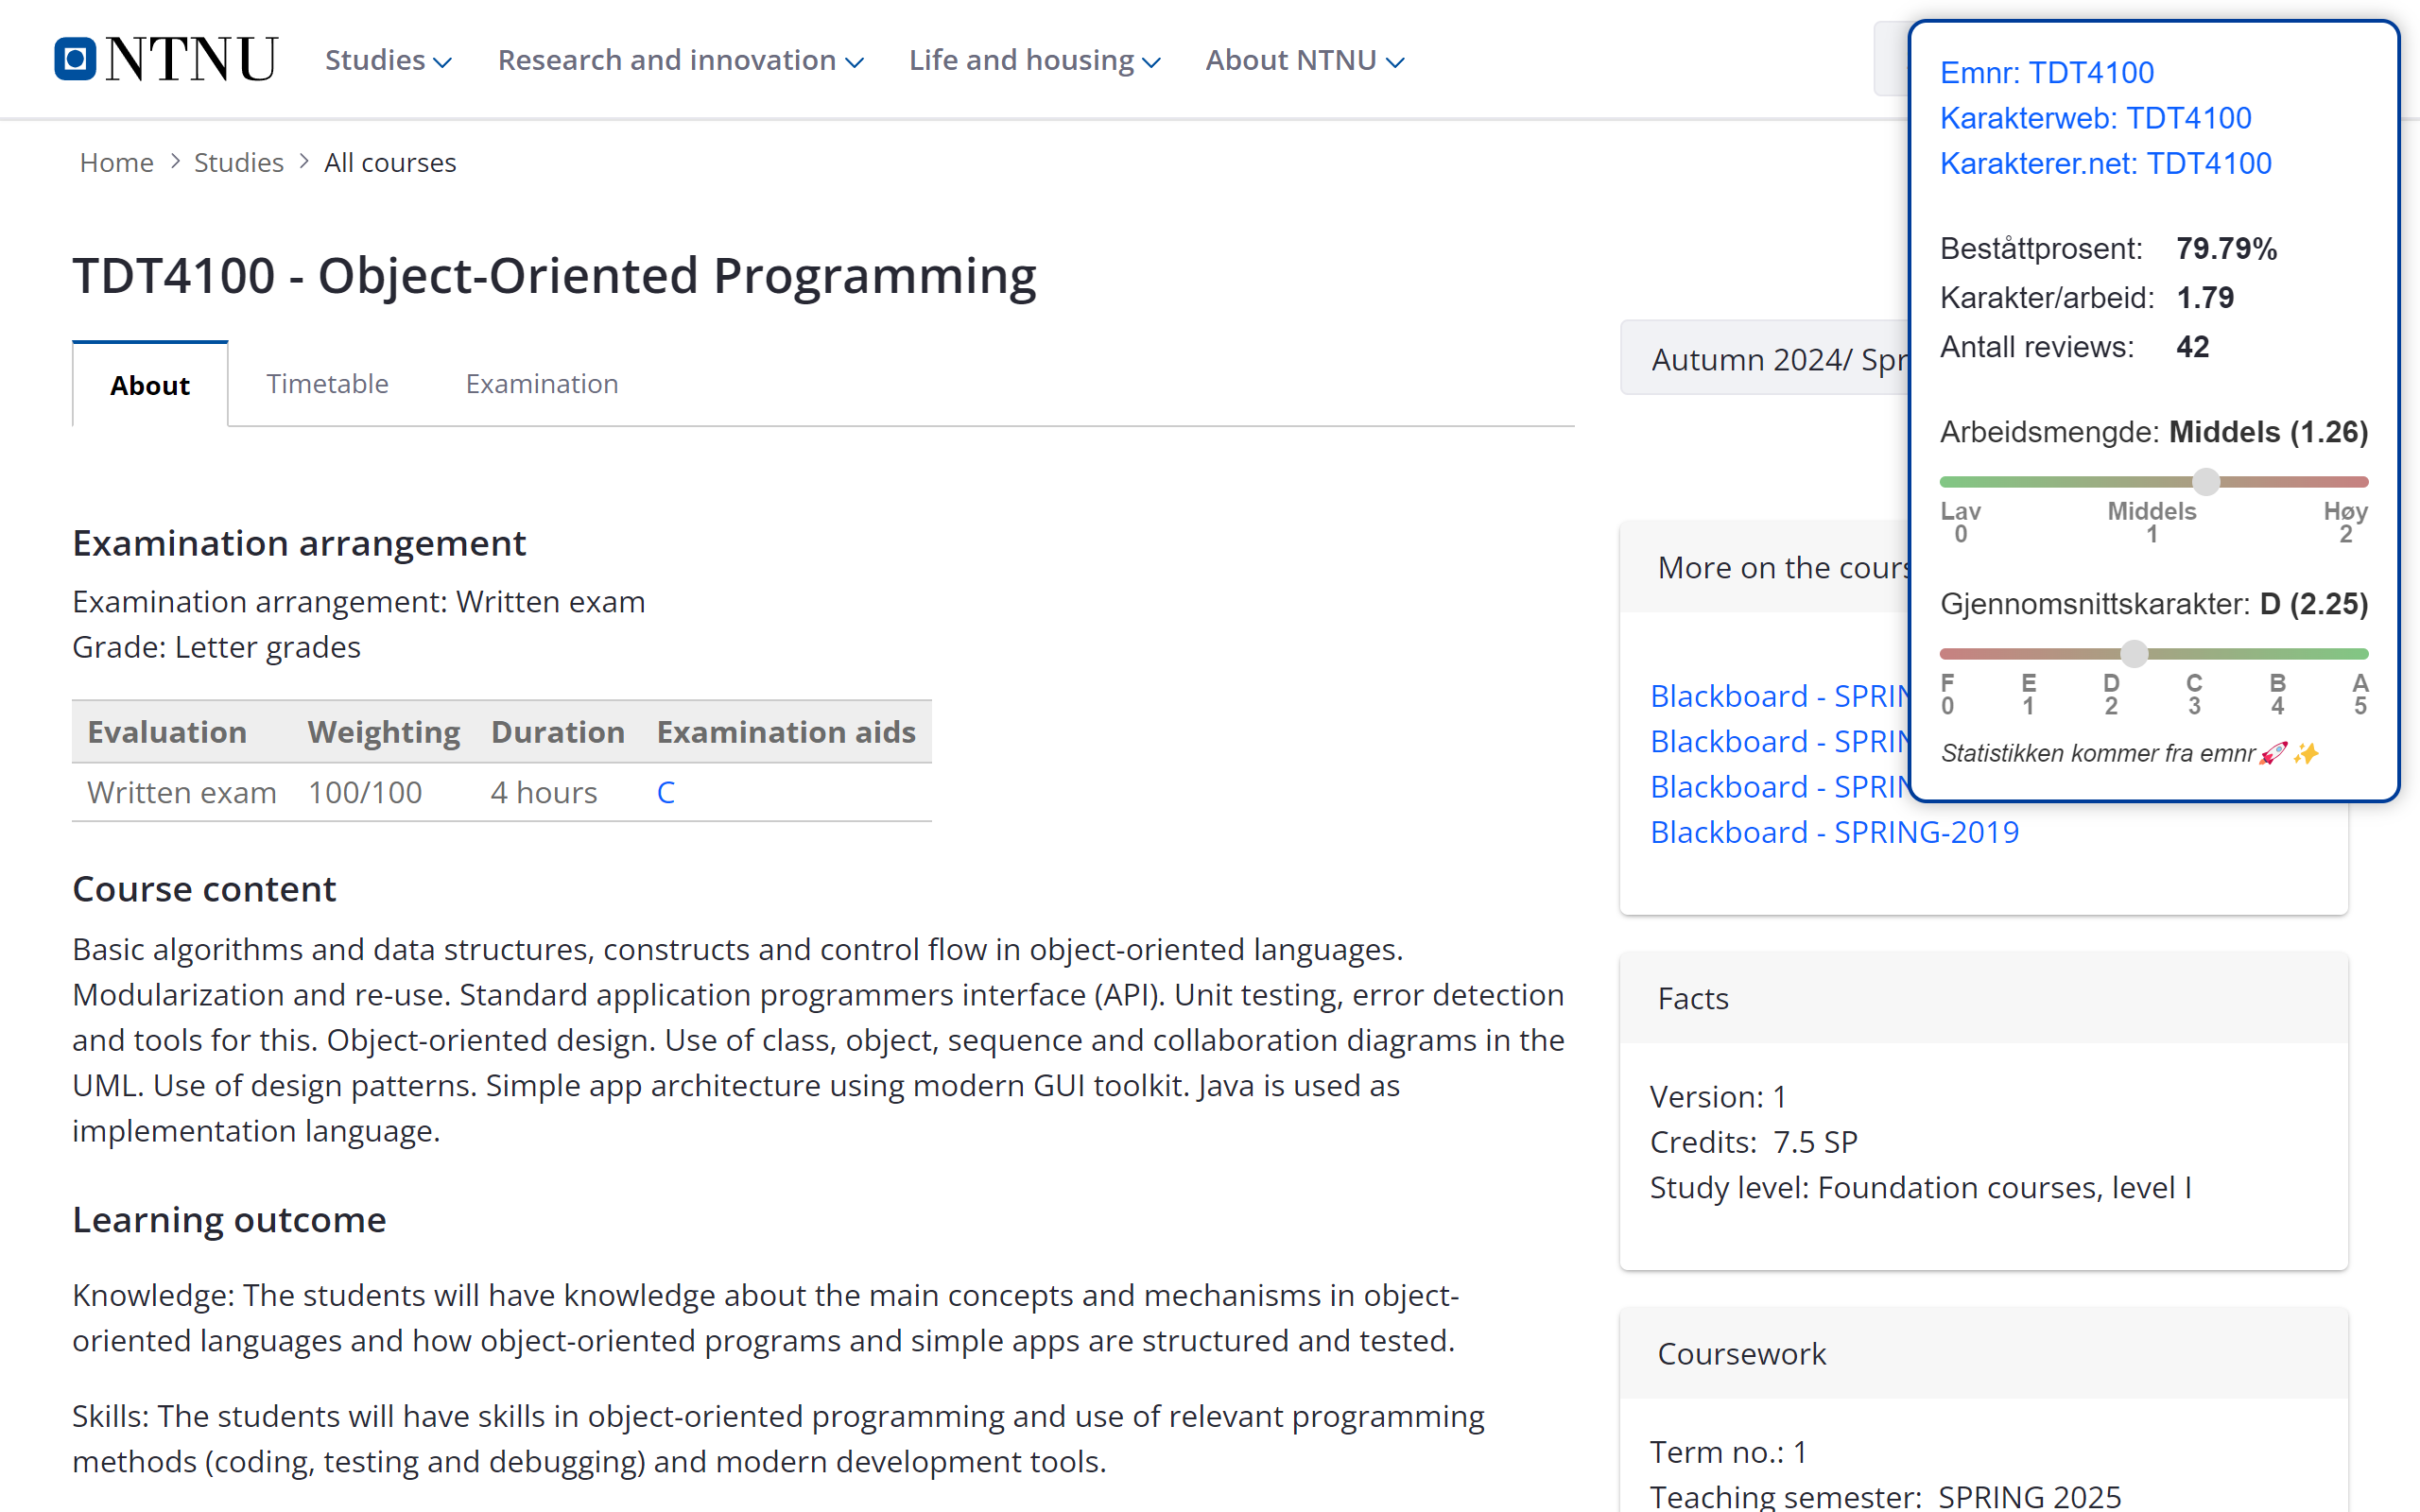 NTNU
Studies
Research and innovation
Life and housing
About NTNU
Home > Studies > All courses
TDT4100 - Object-Oriented Programming
About
Timetable
Examination
Examination arrangement
Examination arrangement: Written exam
Grade: Letter grades
Evaluation Weighting Duration Examination aids
Written exam 100/100 4 hours C
Course content
Basic algorithms and data structures, constructs and control flow in object-oriented languages.
Modularization and re-use. Standard application programmers interface (API). Unit testing, error detection
and tools for this. Object-oriented design. Use of class, object, sequence and collaboration diagrams in the
UML. Use of design patterns. Simple app architecture using modern GUI toolkit. Java is used as
implementation language.
Learning outcome
Knowledge: The students will have knowledge about the main concepts and mechanisms in object-
oriented languages and how object-oriented programs and simple apps are structured and tested.
Skills: The students will have skills in object-oriented programming and use of relevant programming
methods (coding, testing and debugging) and modern development tools.
Autumn 2024/ Spr
More on the cours
Blackboard - SPRIN
Blackboard - SPRIN
Blackboard - SPRIN
Blackboard - SPRING-2019
Facts
Version: 1
Credits: 7.5 SP
Study level: Foundation courses, level I
Coursework
Term no.: 1
Teaching semester: SPRING 2025
Emnr: TDT4100
Karakterweb: TDT4100
Karakterer.net: TDT4100
Beståttprosent: 79.79%
Karakter/arbeid: 1.79
Antall reviews: 42
Arbeidsmengde: Middels (1.26)
Lav Middels Høy
0 1 2
Gjennomsnittskarakter: D (2.25)
F E D C B A
0 1 2 3 4 5
Statistikken kommer fra emnr🚀✨